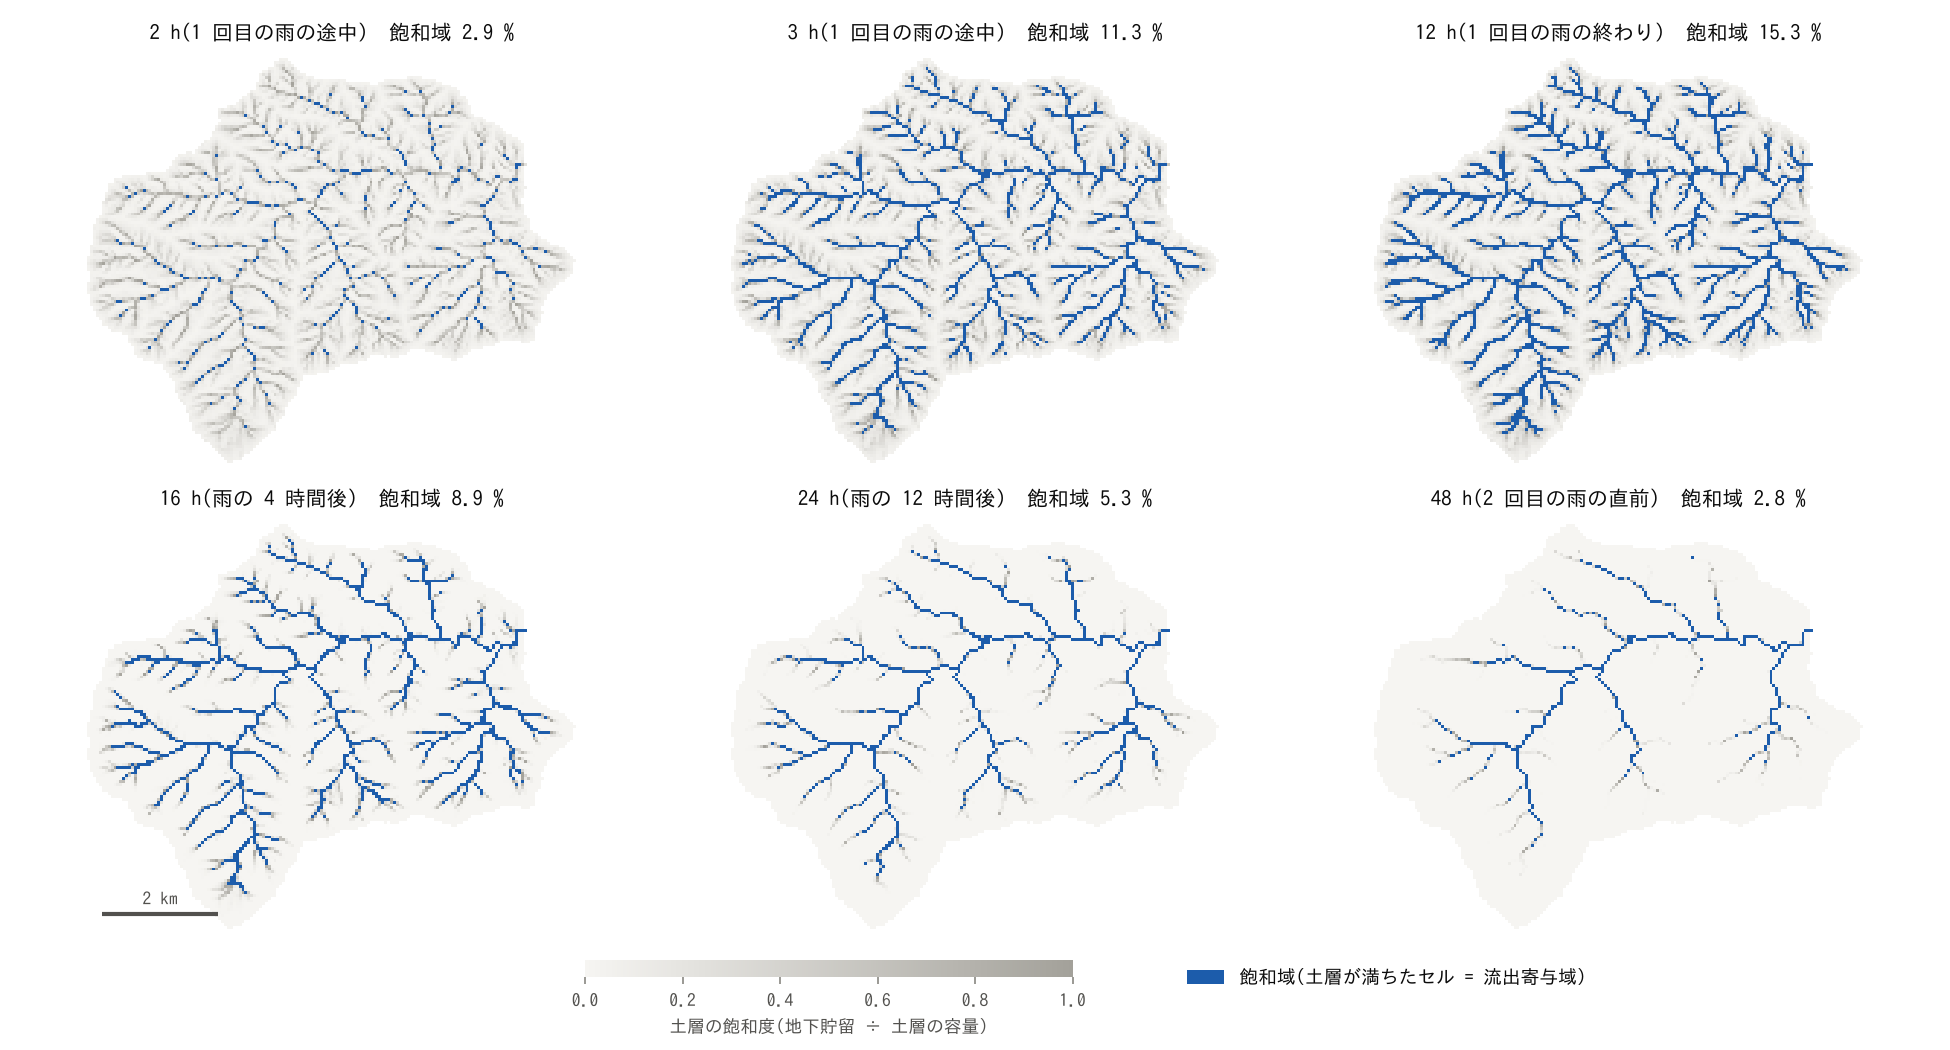 2 h(1 回目の雨の途中) 飽和域 2.9 %
3 h(1 回目の雨の途中) 飽和域 11.3 %
12 h(1 回目の雨の終わり) 飽和域 15.3 %
16 h(雨の 4 時間後) 飽和域 8.9 %
24 h(雨の 12 時間後) 飽和域 5.3 %
48 h(2 回目の雨の直前) 飽和域 2.8 %
2 km
0.0 0.2 0.4 0.6 0.8 1.0
土層の飽和度(地下貯留 ÷ 土層の容量)
飽和域(土層が満ちたセル = 流出寄与域)